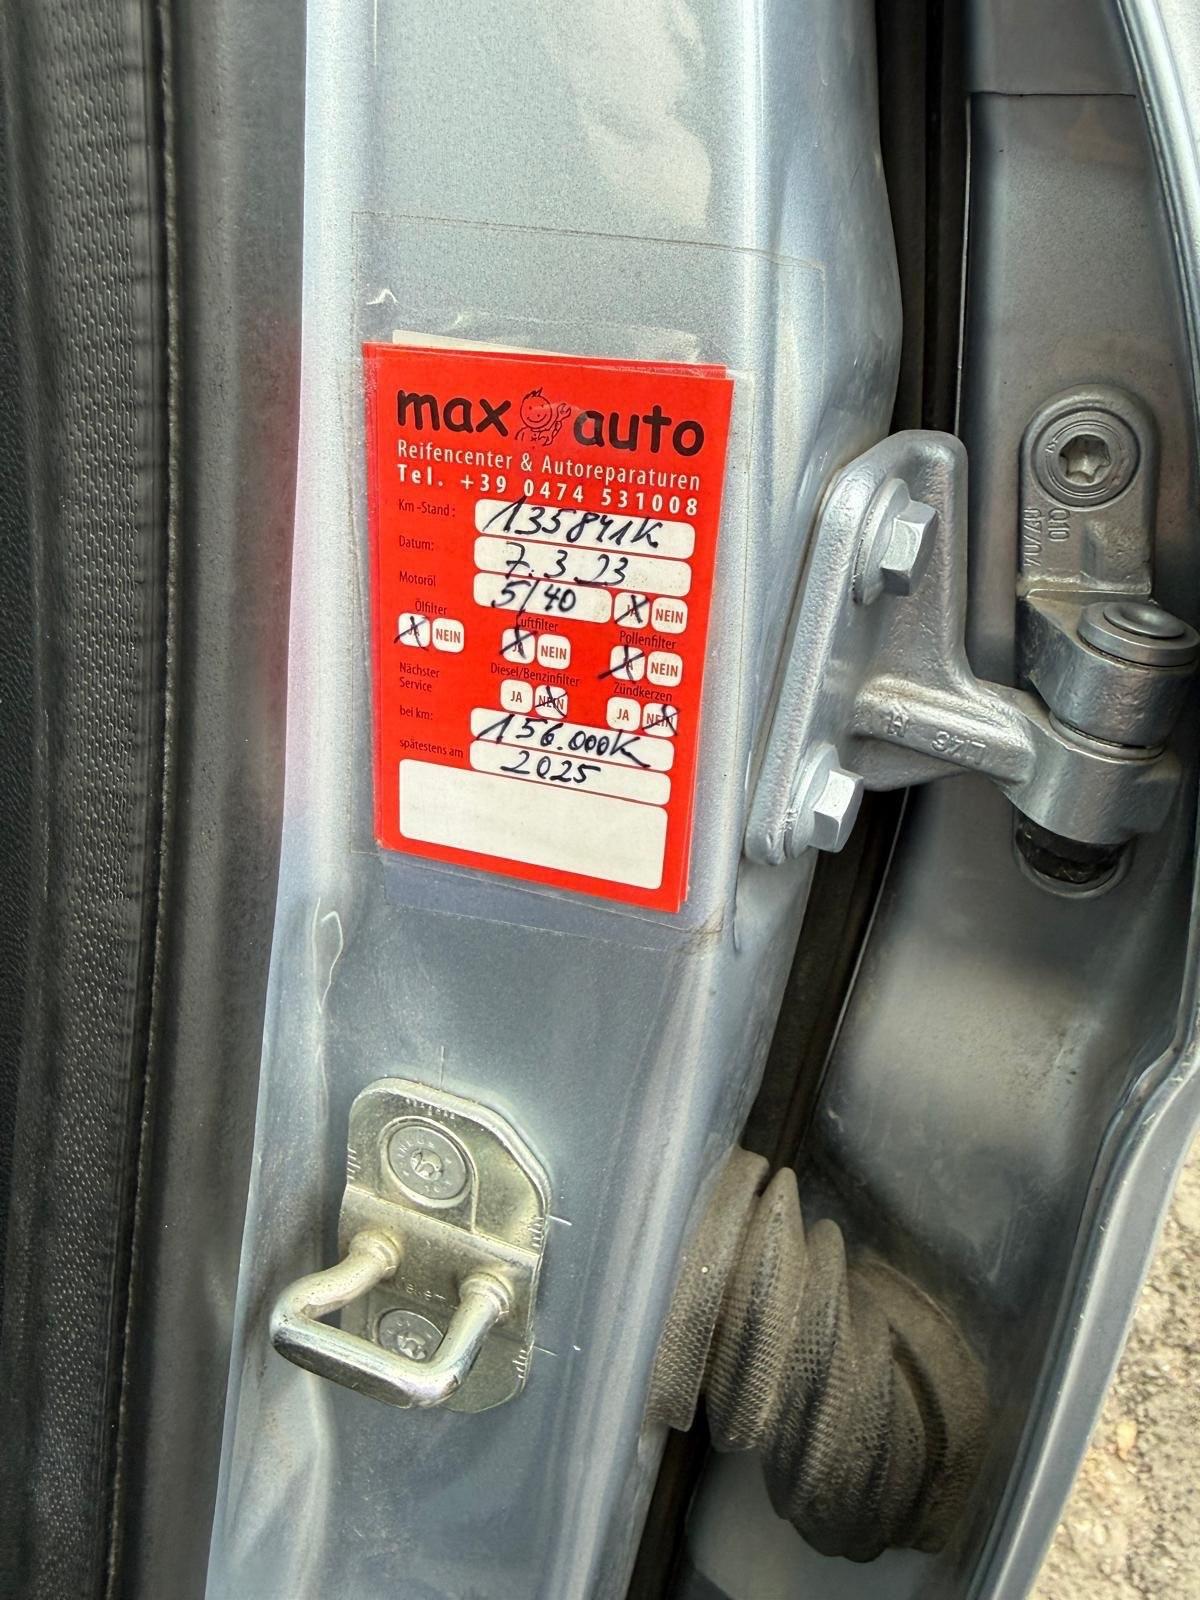 max auto
Reifencenter & Autoreparaturen
Tel. +39 0474 531008
Km-Stand: 135841K
Datum: 7.3.23
Motoröl 5/40 JA NEIN
Ölfilter JA NEIN
Luftfilter JA NEIN
Pollenfilter JA NEIN
Nächster Service
Diesel/Benzinfilter JA NEIN
Zündkerzen JA NEIN
bei km: 156.000K
spätestens am 2025
010